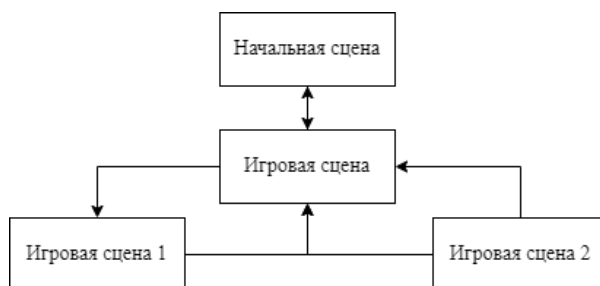 Начальная сцена
Игровая сцена
Игровая сцена 1
Игровая сцена 2